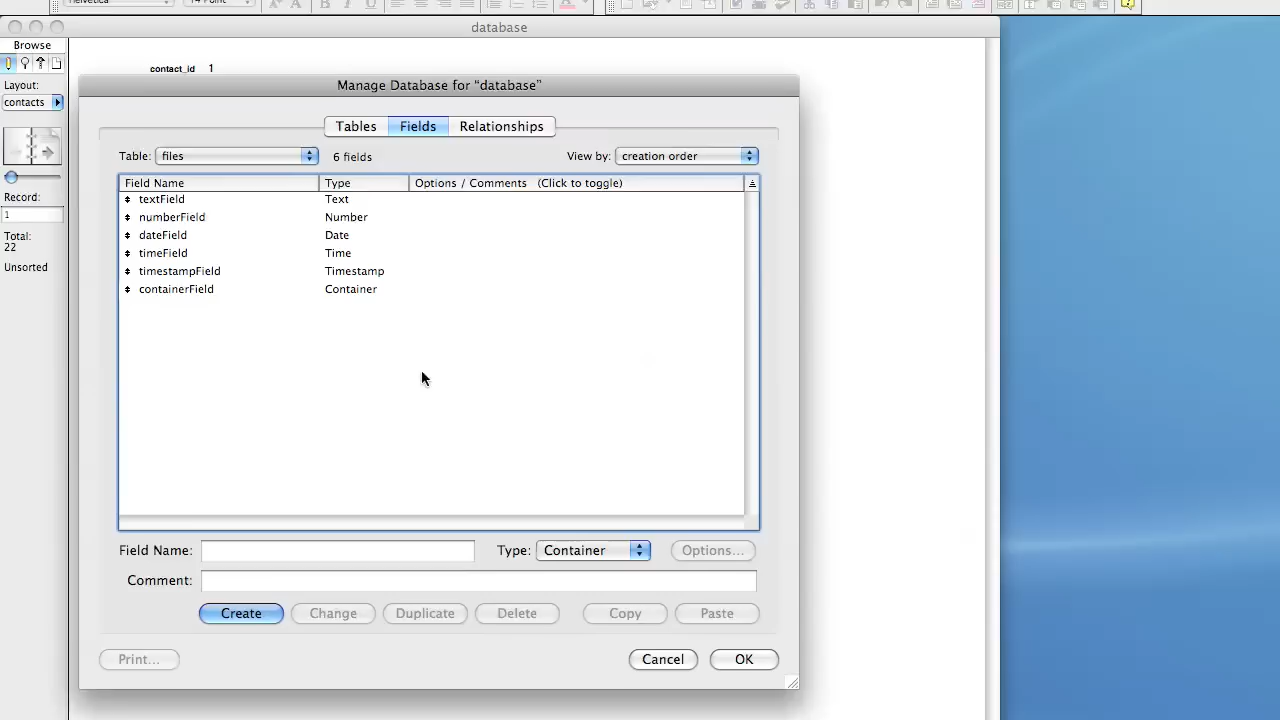 Helvetica 14 Point
database
Browse
contact_id 1
Layout:
contacts
Record:
1
Total:
22
Unsorted
Manage Database for “database”
Tables Fields Relationships
Table: files 6 fields View by: creation order
Field Name Type Options / Comments (Click to toggle)
textField Text
numberField Number
dateField Date
timeField Time
timestampField Timestamp
containerField Container
Field Name: Type: Container Options...
Comment:
Create Change Duplicate Delete Copy Paste
Print... Cancel OK